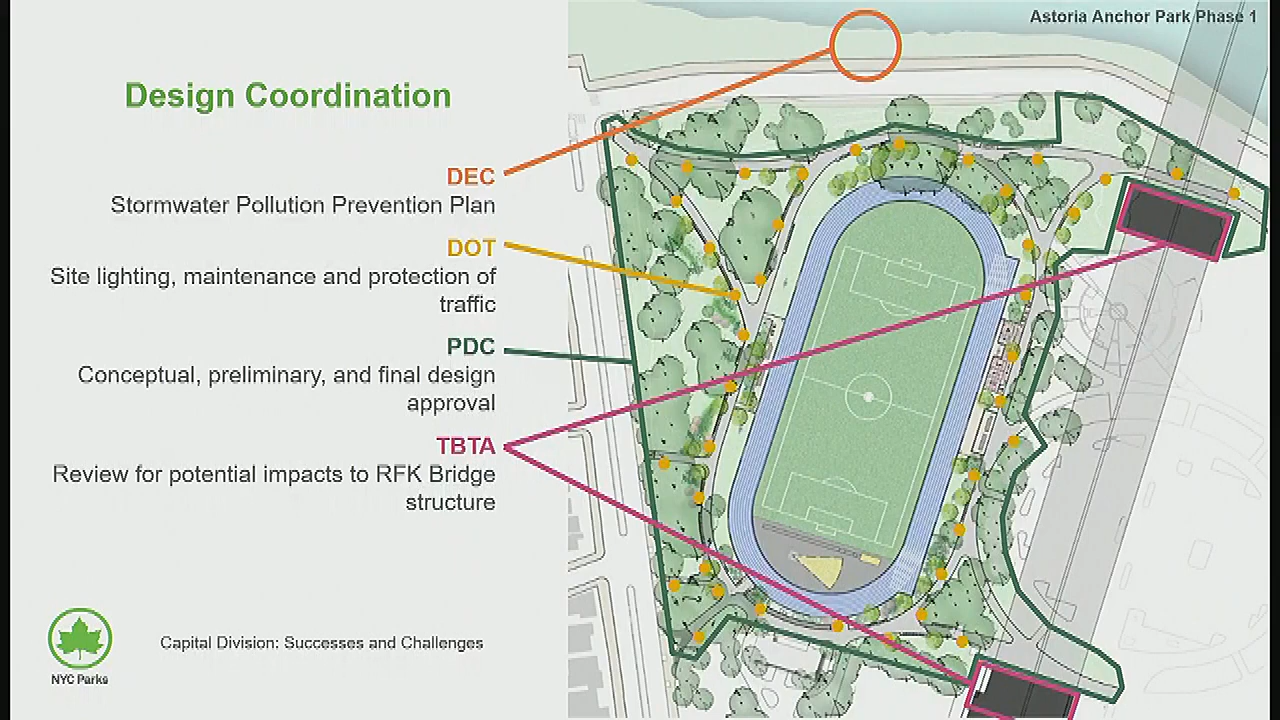 Astoria Anchor Park Phase 1
Design Coordination
DEC
Stormwater Pollution Prevention Plan
DOT
Site lighting, maintenance and protection of
traffic
PDC
Conceptual, preliminary, and final design
approval
TBTA
Review for potential impacts to RFK Bridge
structure
NYC Parks
Capital Division: Successes and Challenges